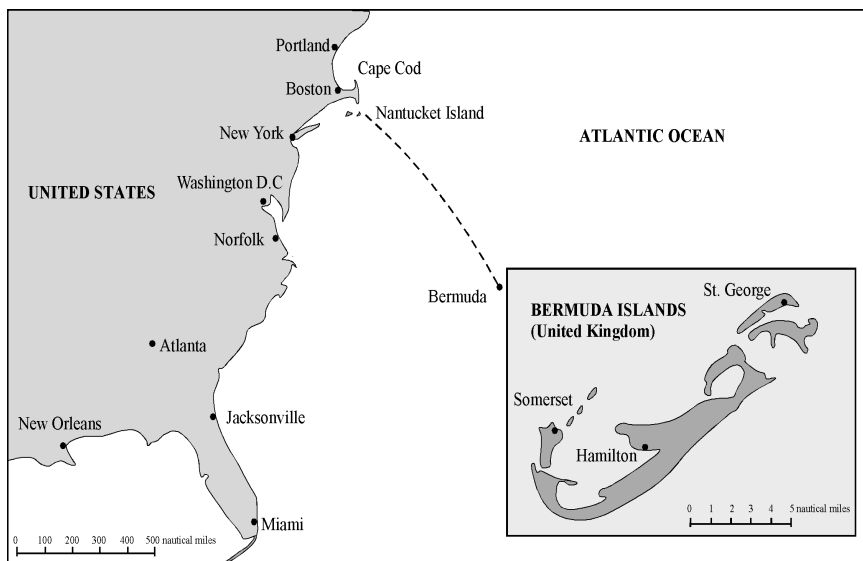 Portland
Cape Cod
Boston
Nantucket Island
New York
ATLANTIC OCEAN
Washington D.C
UNITED STATES
Norfolk
Bermuda
St. George
BERMUDA ISLANDS
(United Kingdom)
Atlanta
Somerset
Jacksonville
New Orleans
Hamilton
0 1 2 3 4 5 nautical miles
Miami
0 100 200 300 400 500 nautical miles